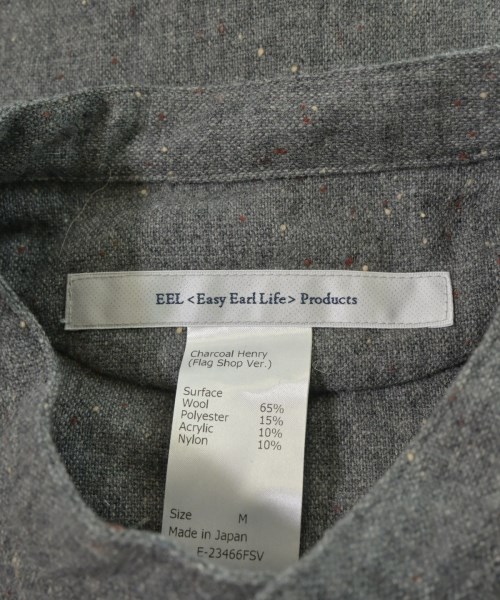 EEL <Easy Earl Life> Products
Charcoal Henry
(Flag Shop Ver.)
Surface
Wool 65%
Polyester 15%
Acrylic 10%
Nylon 10%
Size M
Made in Japan
E-23466FSV